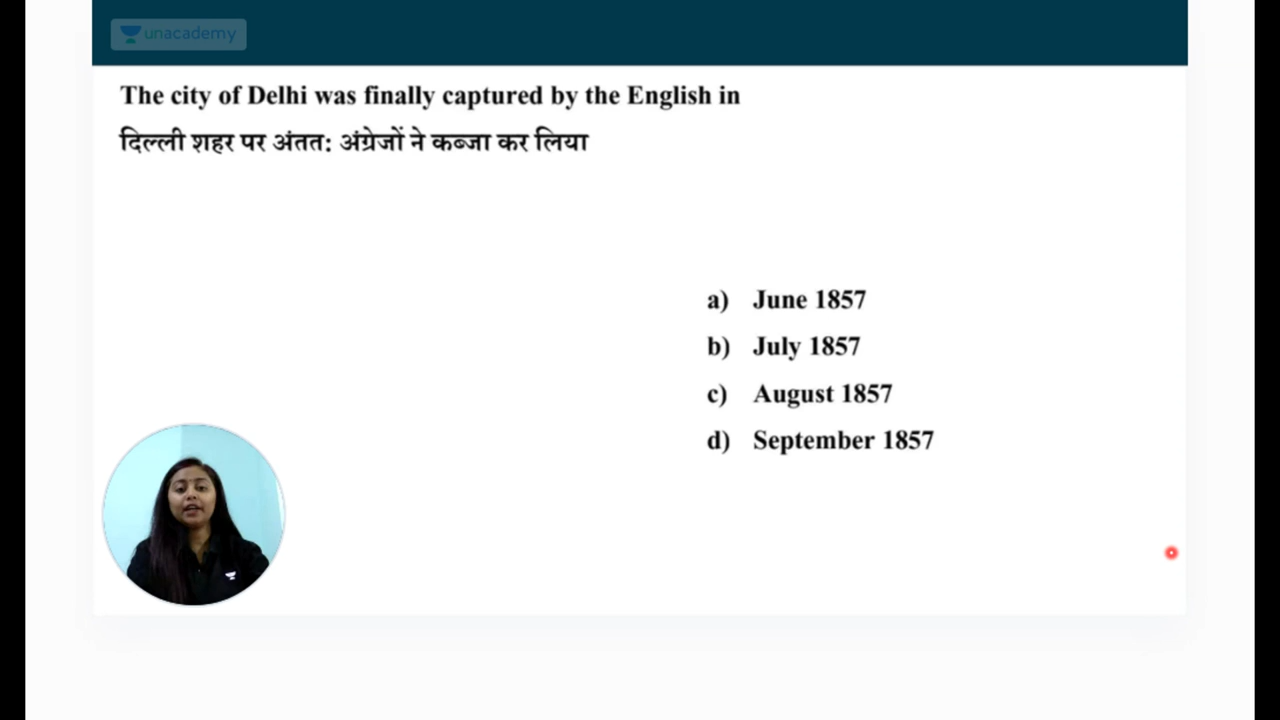 unacademy
The city of Delhi was finally captured by the English in
दिल्ली शहर पर अंतत: अंग्रेजों ने कब्जा कर लिया
a) June 1857
b) July 1857
c) August 1857
d) September 1857